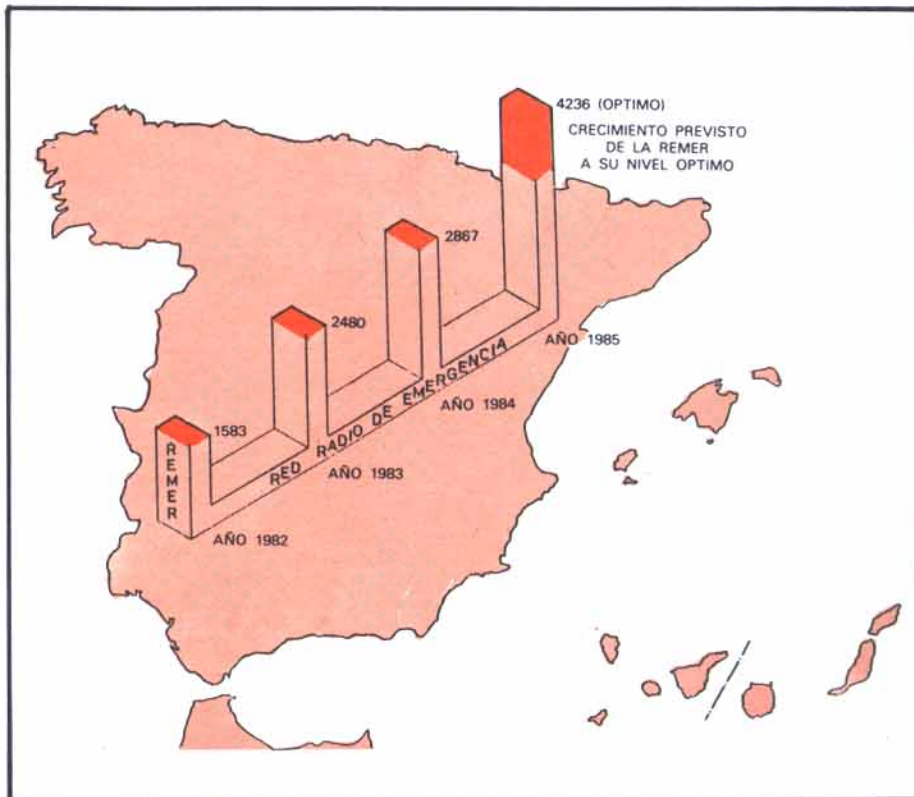 4236 (OPTIMO)
CRECIMIENTO PREVISTO
DE LA REMER
A SU NIVEL OPTIMO
2867
2480
1583
REMER
RED RADIO DE EMERGENCIA
AÑO 1985
AÑO 1984
AÑO 1983
AÑO 1982